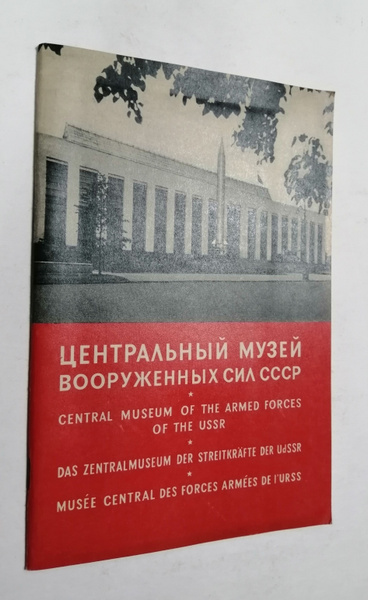 ЦЕНТРАЛЬНЫЙ МУЗЕЙ
ВООРУЖЕННЫХ СИЛ СССР
★
CENTRAL MUSEUM OF THE ARMED FORCES
OF THE USSR
★
DAS ZENTRALMUSEUM DER STREITKRÄFTE DER UdSSR
★
MUSÉE CENTRAL DES FORCES ARMÉES DE l'URSS